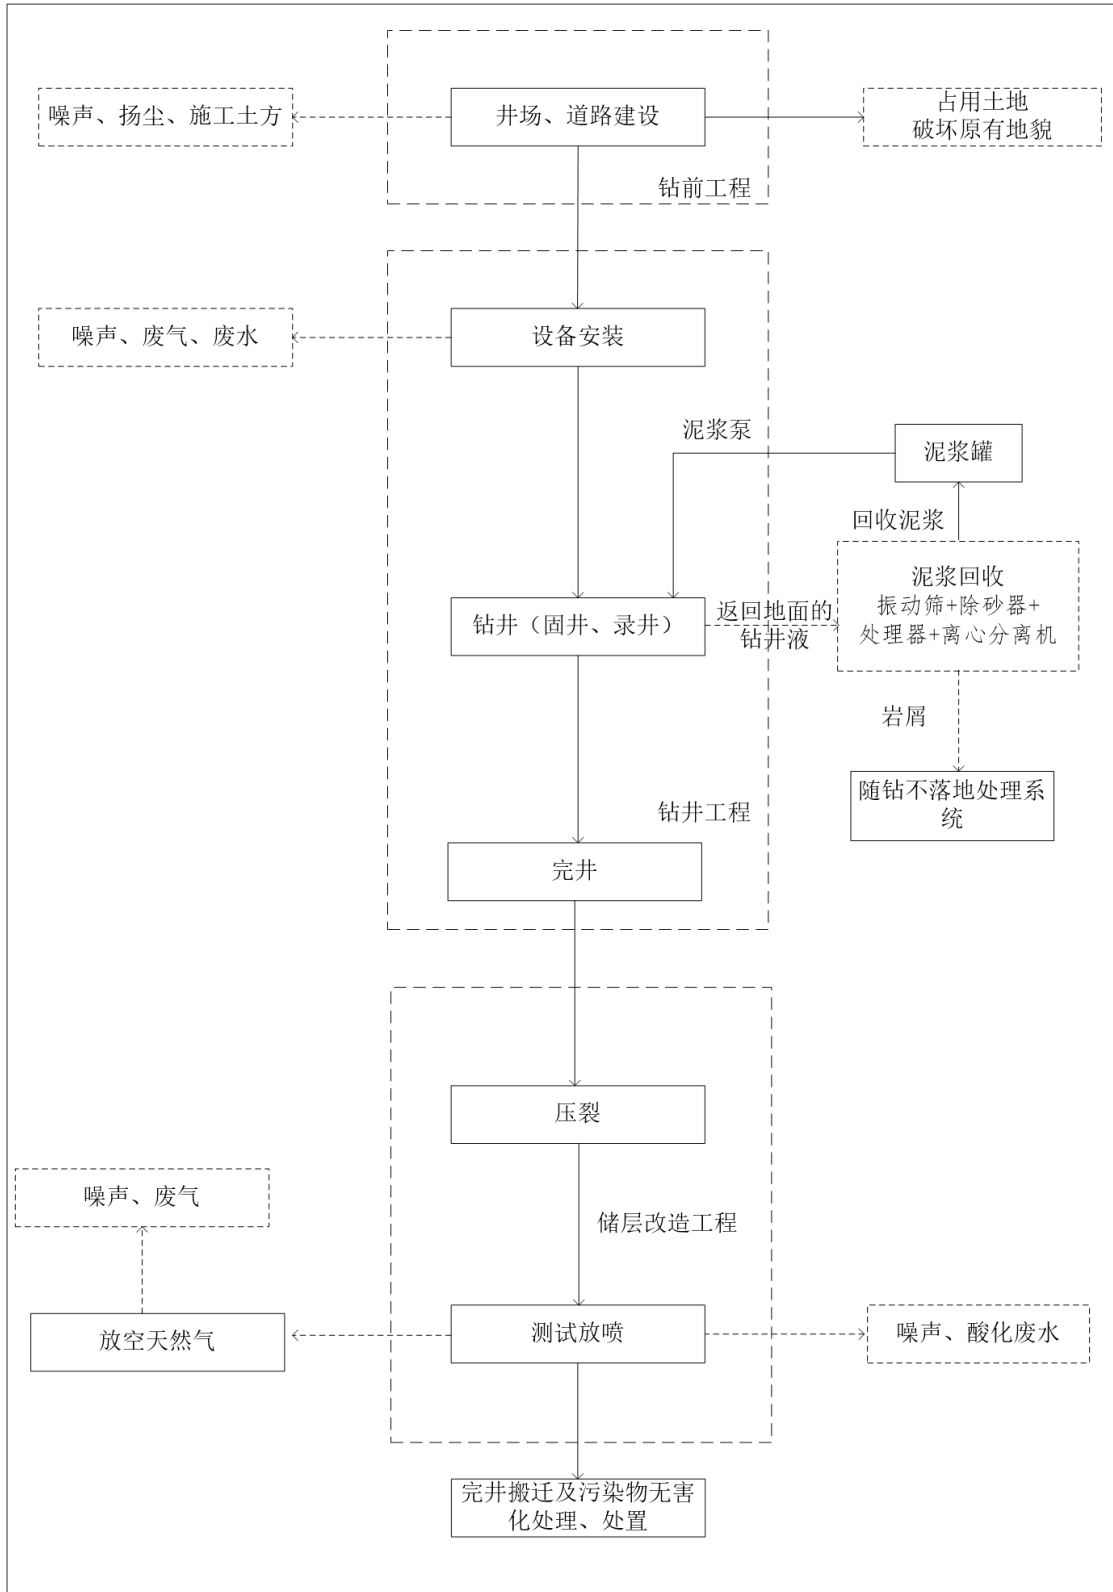 噪声、扬尘、施工土方
井场、道路建设
占用土地
破坏原有地貌
钻前工程
噪声、废气、废水
设备安装
泥浆泵
泥浆罐
回收泥浆
泥浆回收
振动筛+除砂器+
处理器+离心分离机
钻井（固井、录井）
返回地面的
钻井液
岩屑
随钻不落地处理系
统
钻井工程
完井
压裂
噪声、废气
储层改造工程
放空天然气
测试放喷
噪声、酸化废水
完井搬迁及污染物无害
化处理、处置